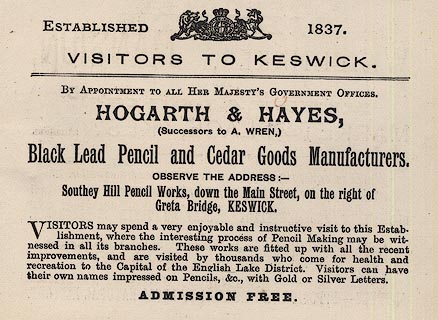 ESTABLISHED 1837.
VISITORS TO KESWICK.
BY APPOINTMENT TO ALL HER MAJESTY'S GOVERNMENT OFFICES.
HOGARTH & HAYES,
(Successors to A. WREN,)
Black Lead Pencil and Cedar Goods Manufacturers.
OBSERVE THE ADDRESS:—
Southey Hill Pencil Works, down the Main Street, on the right of
Greta Bridge, KESWICK.
VISITORS may spend a very enjoyable and instructive visit to this Estab-
lishment, where the interesting process of Pencil Making may be wit-
nessed in all its branches. These works are fitted up with all the recent
improvements, and are visited by thousands who come for health and
recreation to the Capital of the English Lake District. Visitors can have
their own names impressed on Pencils, &c., with Gold or Silver Letters.
ADMISSION FREE.